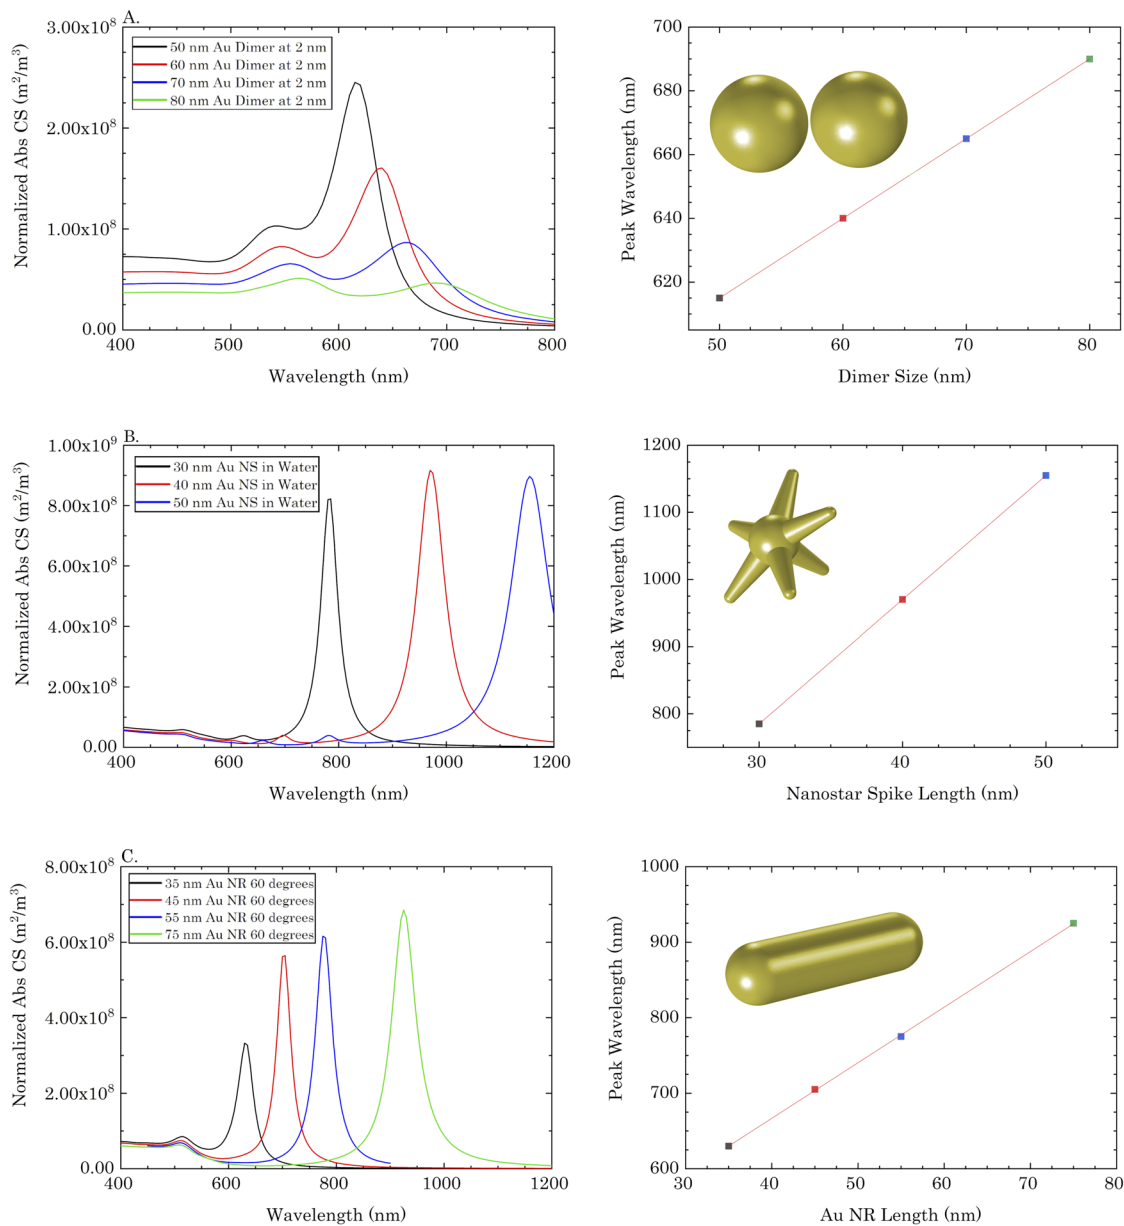 A.
3.00x10⁸
2.00x10⁸
1.00x10⁸
0.00
Normalized Abs CS (m²/m³)
50 nm Au Dimer at 2 nm
60 nm Au Dimer at 2 nm
70 nm Au Dimer at 2 nm
80 nm Au Dimer at 2 nm
400 500 600 700 800
Wavelength (nm)
700
680
660
640
620
Peak Wavelength (nm)
50 60 70 80
Dimer Size (nm)
B.
1.00x10⁹
8.00x10⁸
6.00x10⁸
4.00x10⁸
2.00x10⁸
0.00
Normalized Abs CS (m²/m³)
30 nm Au NS in Water
40 nm Au NS in Water
50 nm Au NS in Water
400 600 800 1000 1200
Wavelength (nm)
1200
1100
1000
900
800
Peak Wavelength (nm)
30 40 50
Nanostar Spike Length (nm)
C.
8.00x10⁸
6.00x10⁸
4.00x10⁸
2.00x10⁸
0.00
Normalized Abs CS (m²/m³)
35 nm Au NR 60 degrees
45 nm Au NR 60 degrees
55 nm Au NR 60 degrees
75 nm Au NR 60 degrees
400 600 800 1000 1200
Wavelength (nm)
1000
900
800
700
600
Peak Wavelength (nm)
30 40 50 60 70 80
Au NR Length (nm)